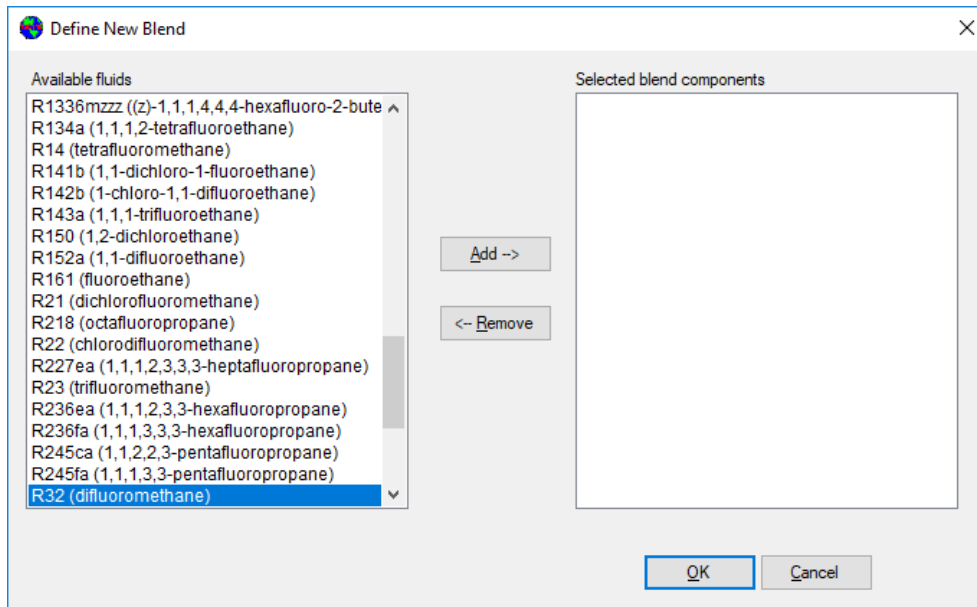 Define New Blend
Available fluids
R1336mzzz ((z)-1,1,1,4,4,4-hexafluoro-2-bute
R134a (1,1,1,2-tetrafluoroethane)
R14 (tetrafluoromethane)
R141b (1,1-dichloro-1-fluoroethane)
R142b (1-chloro-1,1-difluoroethane)
R143a (1,1,1-trifluoroethane)
R150 (1,2-dichloroethane)
R152a (1,1-difluoroethane)
R161 (fluoroethane)
R21 (dichlorofluoromethane)
R218 (octafluoropropane)
R22 (chlorodifluoromethane)
R227ea (1,1,1,2,3,3,3-heptafluoropropane)
R23 (trifluoromethane)
R236ea (1,1,1,2,3,3-hexafluoropropane)
R236fa (1,1,1,3,3,3-hexafluoropropane)
R245ca (1,1,2,2,3-pentafluoropropane)
R245fa (1,1,1,3,3-pentafluoropropane)
R32 (difluoromethane)
Add -->
<-- Remove
Selected blend components
OK
Cancel